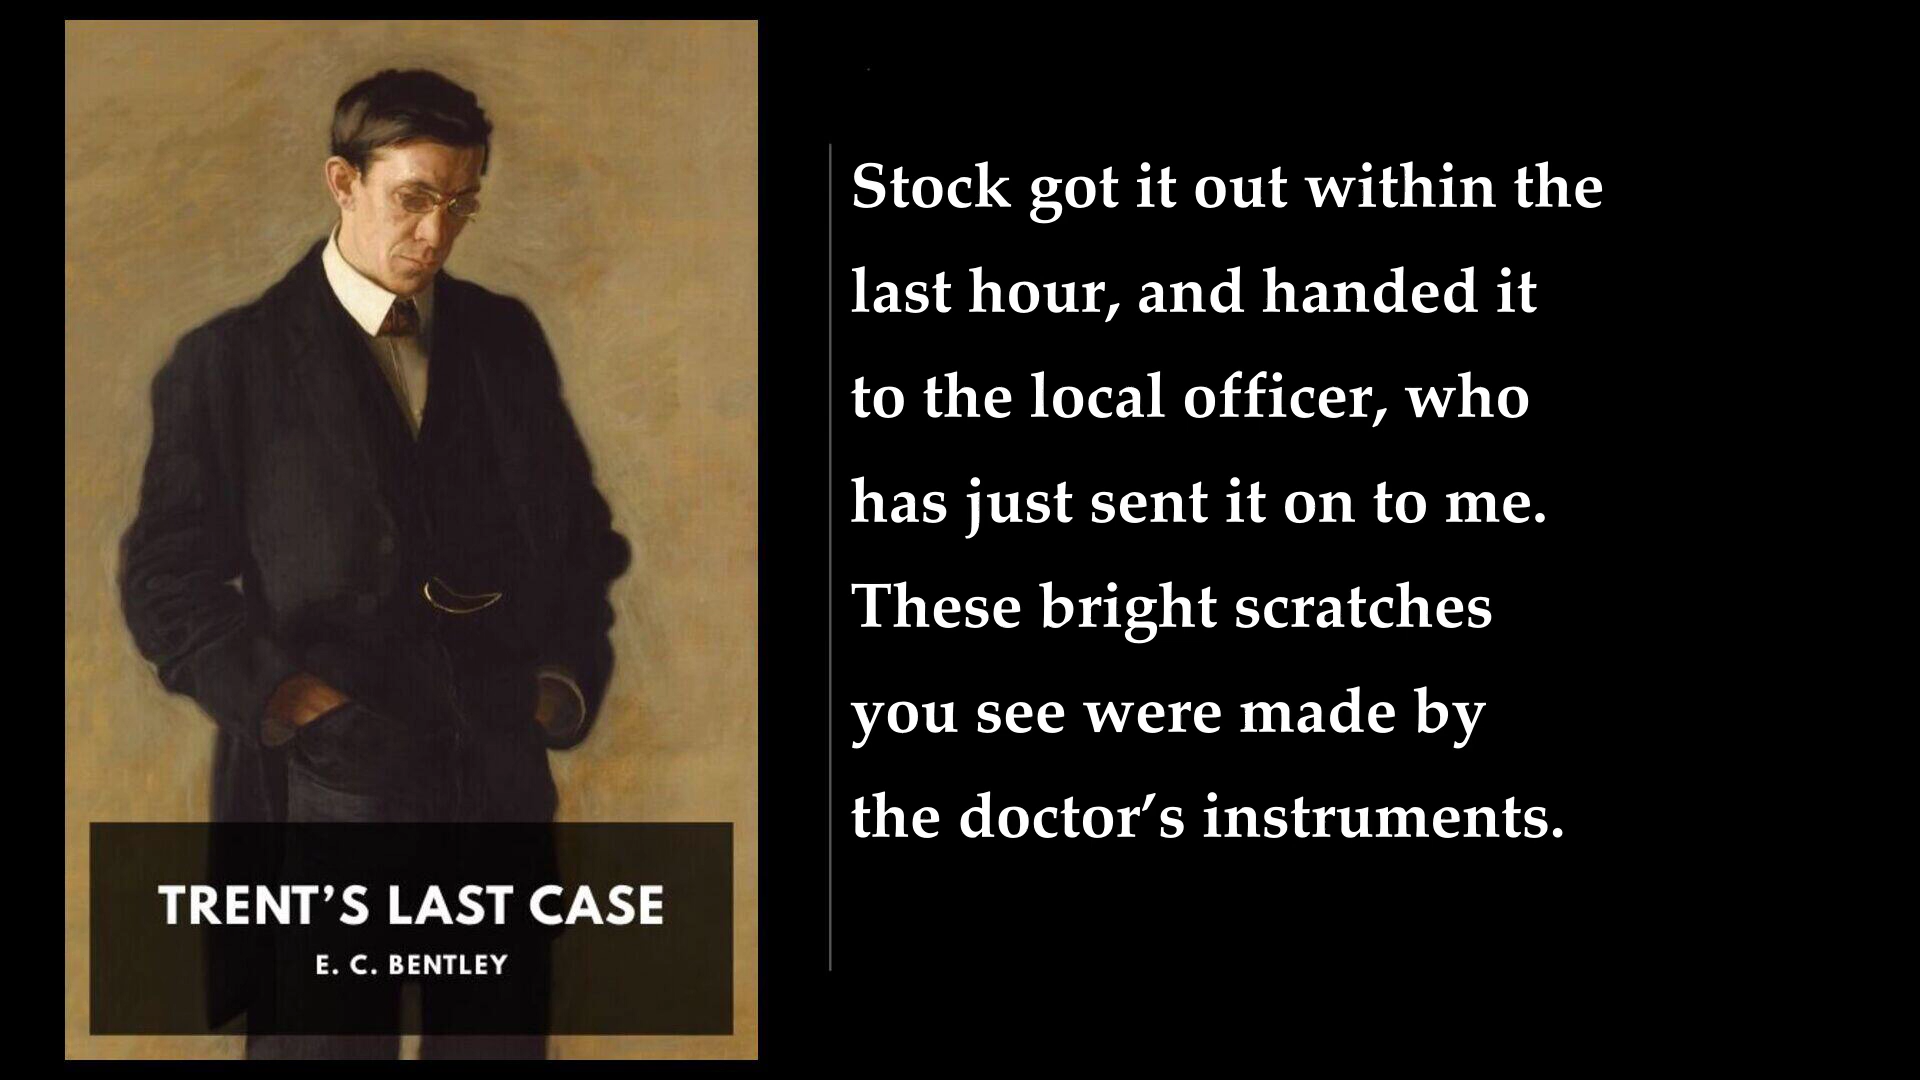 TRENT’S LAST CASE
E. C. BENTLEY
Stock got it out within the
last hour, and handed it
to the local officer, who
has just sent it on to me.
These bright scratches
you see were made by
the doctor’s instruments.